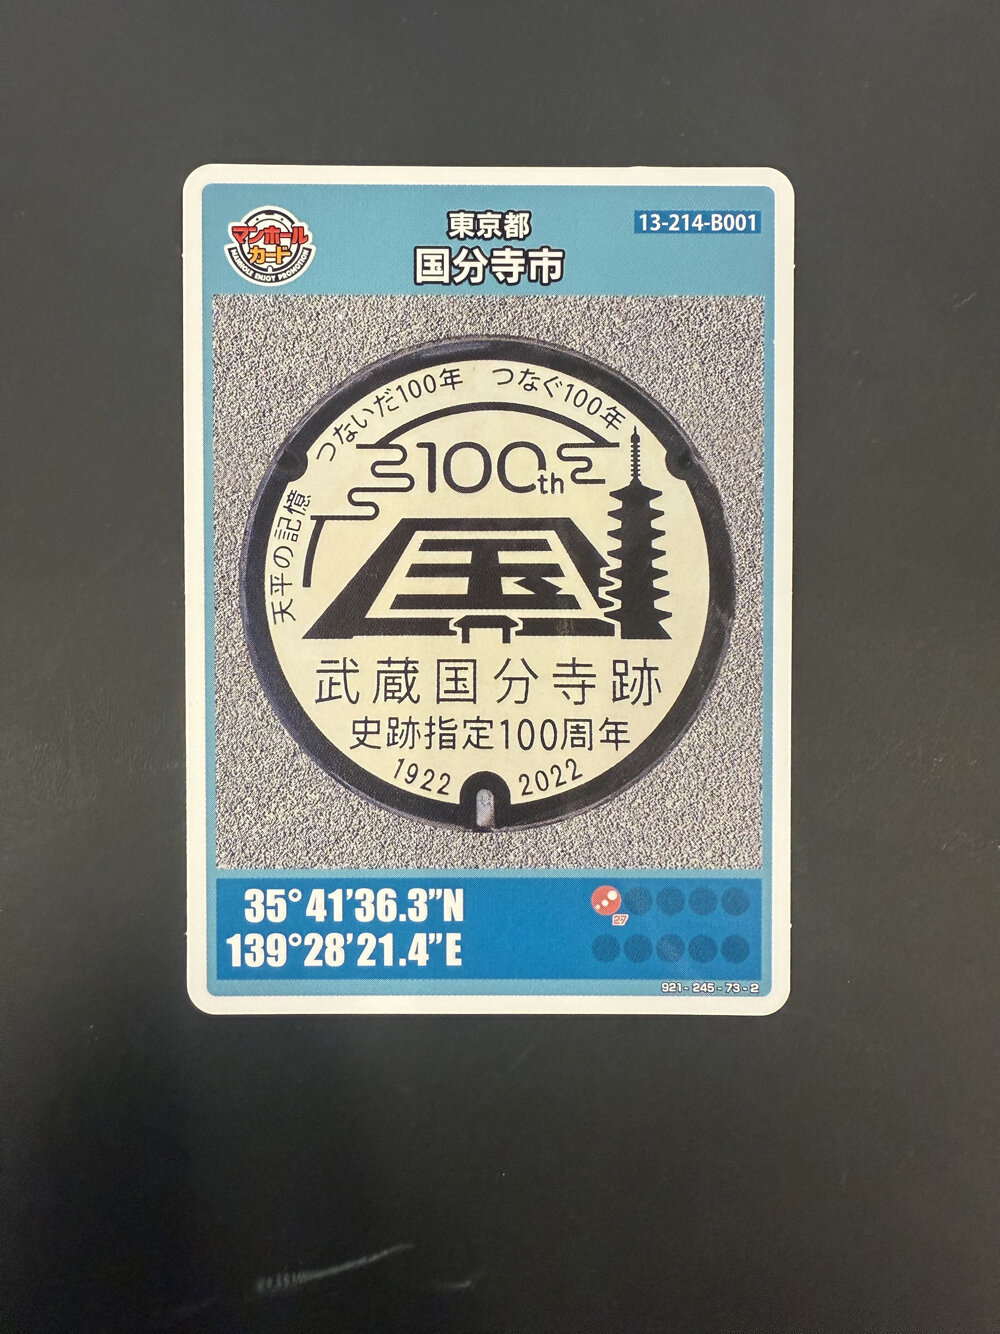 マンホール
カード
MANHOLE ENJOY PROMOTION
東京都
国分寺市
13-214-B001
天平の記憶 つないだ100年 つなぐ100年
100th
国
武蔵国分寺跡
史跡指定100周年
1922 2022
35°41'36.3"N
139°28'21.4"E
27
921-245-73-2